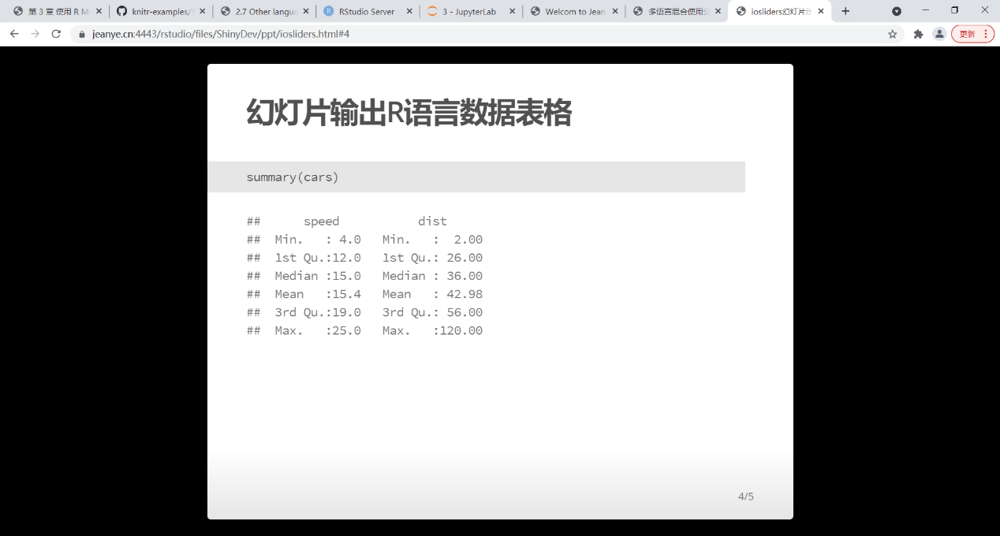 第 3 章 使用 R M
knitr-examples/
2.7 Other langua
RStudio Server
3 - JupyterLab
Welcom to Jean
多语言混合使用分
iosliders幻灯片示
jeanye.cn:4443/rstudio/files/ShinyDev/ppt/iosliders.html#4
更新
幻灯片输出R语言数据表格
summary(cars)
##      speed           dist
##  Min.   : 4.0   Min.   :  2.00
##  1st Qu.:12.0   1st Qu.: 26.00
##  Median :15.0   Median : 36.00
##  Mean   :15.4   Mean   : 42.98
##  3rd Qu.:19.0   3rd Qu.: 56.00
##  Max.   :25.0   Max.   :120.00
4/5